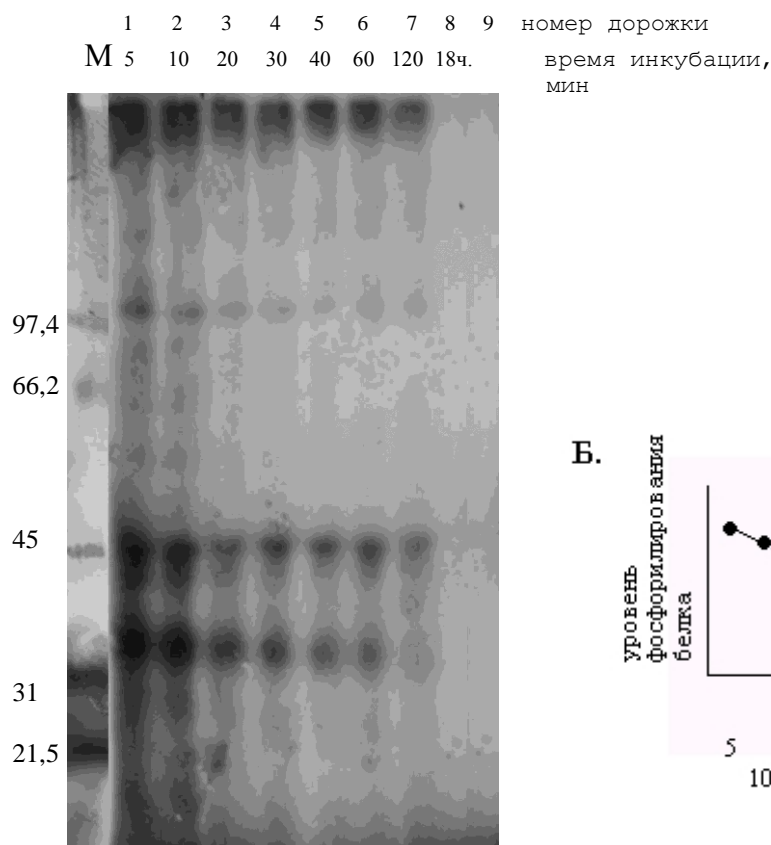 1 2 3 4 5 6 7 8 9 номер дорожки
М 5 10 20 30 40 60 120 18ч. время инкубации,
мин
97,4
66,2
45
31
21,5
Б.
уровень
фосфорилирования
белка
5
10